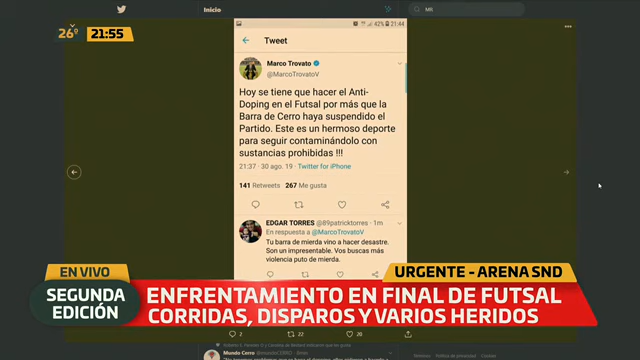 26°
21:55
Inicio
MR
42% 21:44
Tweet
Marco Trovato
@MarcoTrovatoV
Hoy se tiene que hacer el Anti-
Doping en el Futsal por más que la
Barra de Cerro haya suspendido el
Partido. Este es un hermoso deporte
para seguir contaminándolo con
sustancias prohibidas !!!
21:37 · 30 ago. 19 · Twitter for iPhone
141 Retweets 267 Me gusta
EDGAR TORRES @89patricktorres · 1m
En respuesta a @MarcoTrovatoV
Tu barra de mierda vino a hacer desastre.
Son un impresentable. Vos buscas más
violencia puto de mierda.
EN VIVO
URGENTE - ARENA SND
SEGUNDA
EDICIÓN
ENFRENTAMIENTO EN FINAL DE FUTSAL
CORRIDAS, DISPAROS Y VARIOS HERIDOS
Mundo Cerro